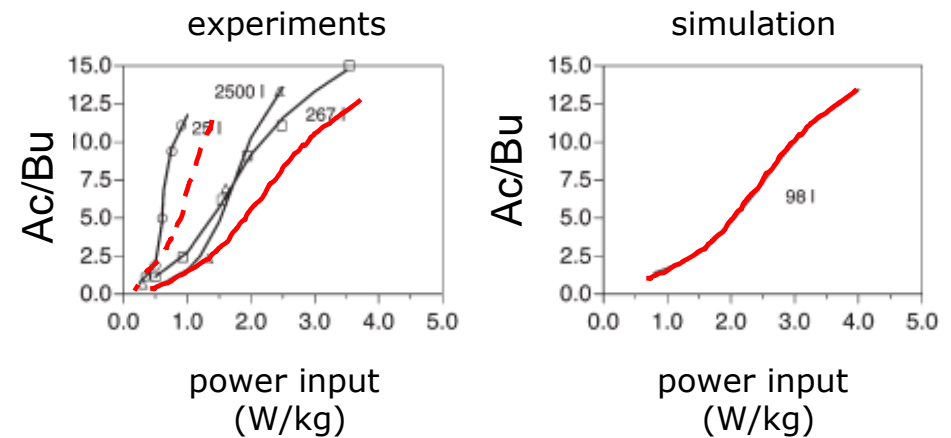 experiments
simulation
Ac/Bu
15.0
12.5
10.0
7.5
5.0
2.5
0.0
2500 l
267 l
25 l
0.0 1.0 2.0 3.0 4.0 5.0
power input
(W/kg)
Ac/Bu
15.0
12.5
10.0
7.5
5.0
2.5
0.0
98 l
0.0 1.0 2.0 3.0 4.0 5.0
power input
(W/kg)